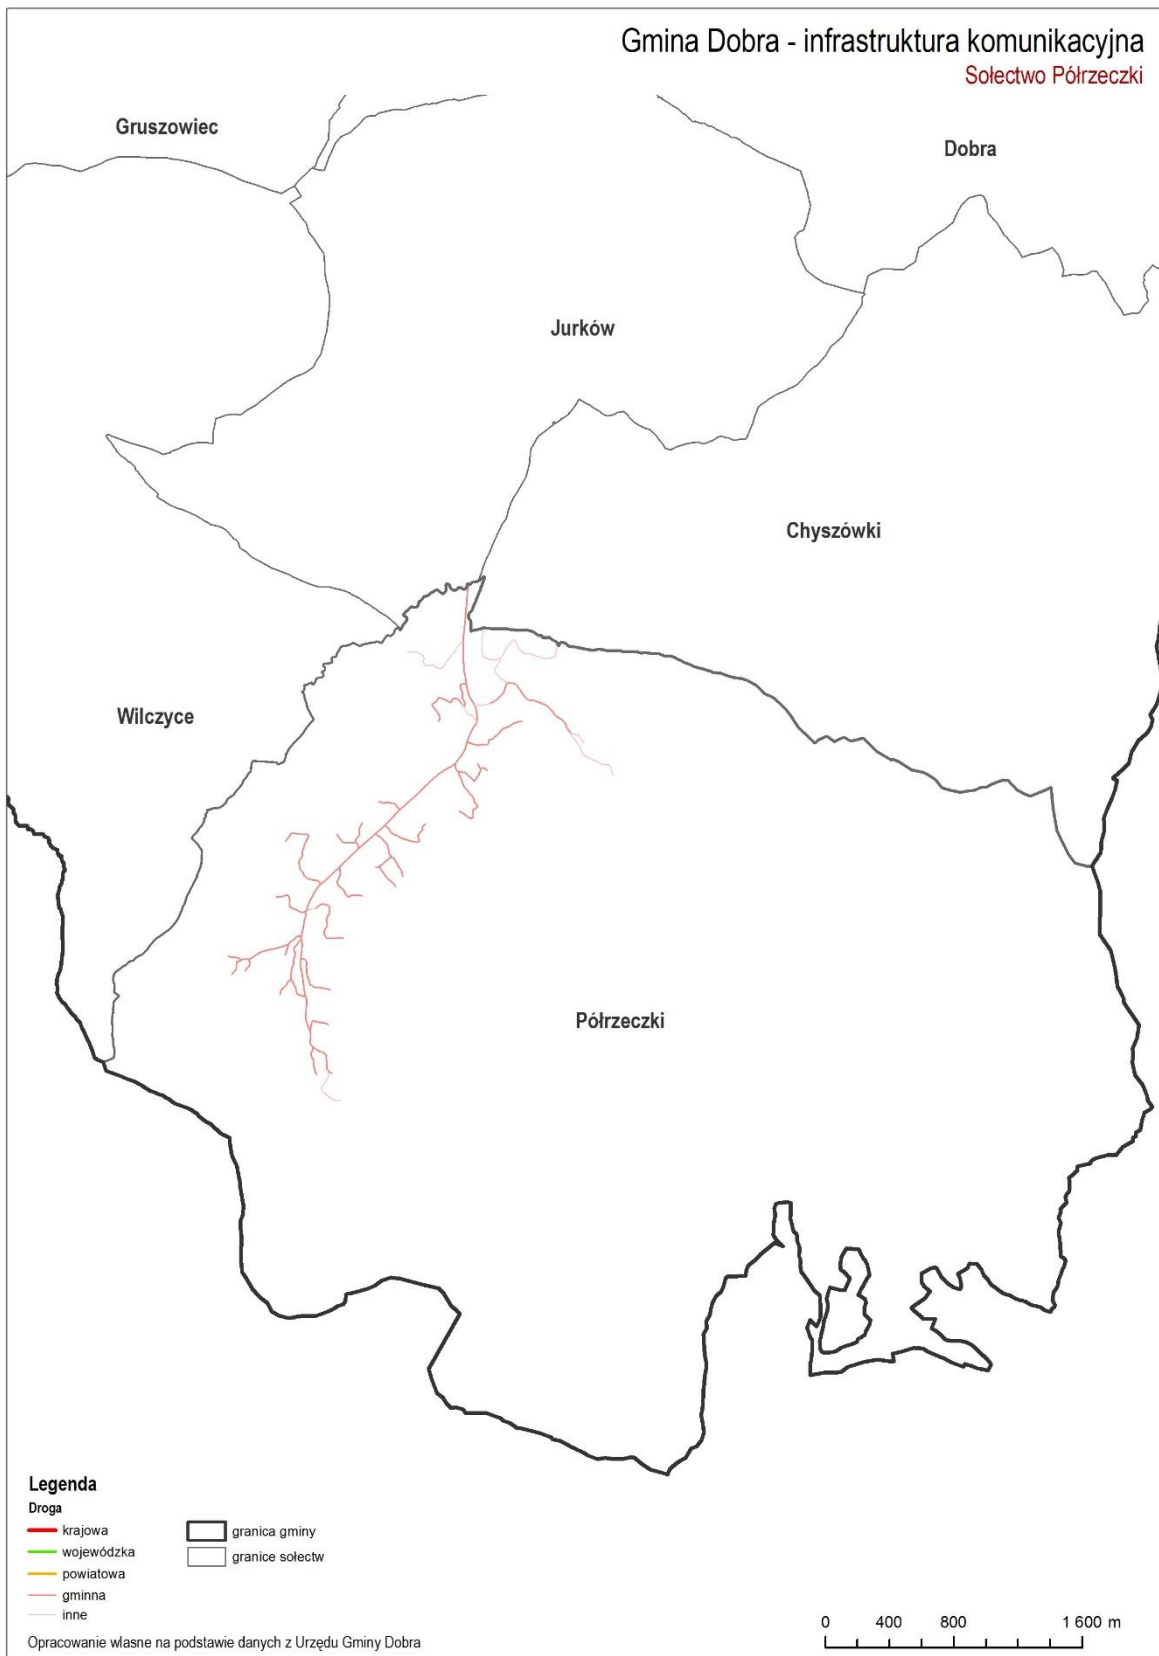 Gmina Dobra - infrastruktura komunikacyjna
Sołectwo Półrzeczki
Gruszowiec
Dobra
Jurków
Chyszówki
Wilczyce
Półrzeczki
Legenda
Droga
krajowa
wojewódzka
powiatowa
gminna
inne
granica gminy
granice sołectw
Opracowanie własne na podstawie danych z Urzędu Gminy Dobra
0 400 800 1 600 m